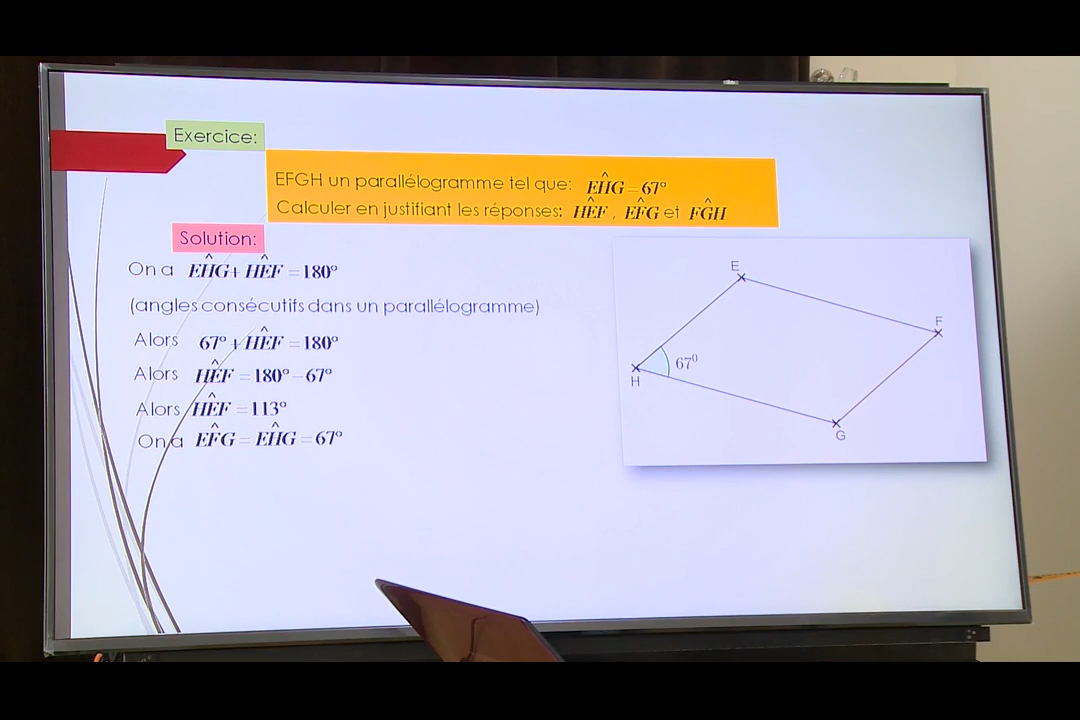 Exercice:
EFGH un parallélogramme tel que: EĤG = 67°
Calculer en justifiant les réponses: HÊF , EF̂G et FĜH
Solution:
On a EĤG + HÊF = 180°
(angles consécutifs dans un parallélogramme)
Alors 67° + HÊF = 180°
Alors HÊF = 180° – 67°
Alors HÊF = 113°
On a EF̂G = EĤG = 67°
E
F
67⁰
H
G